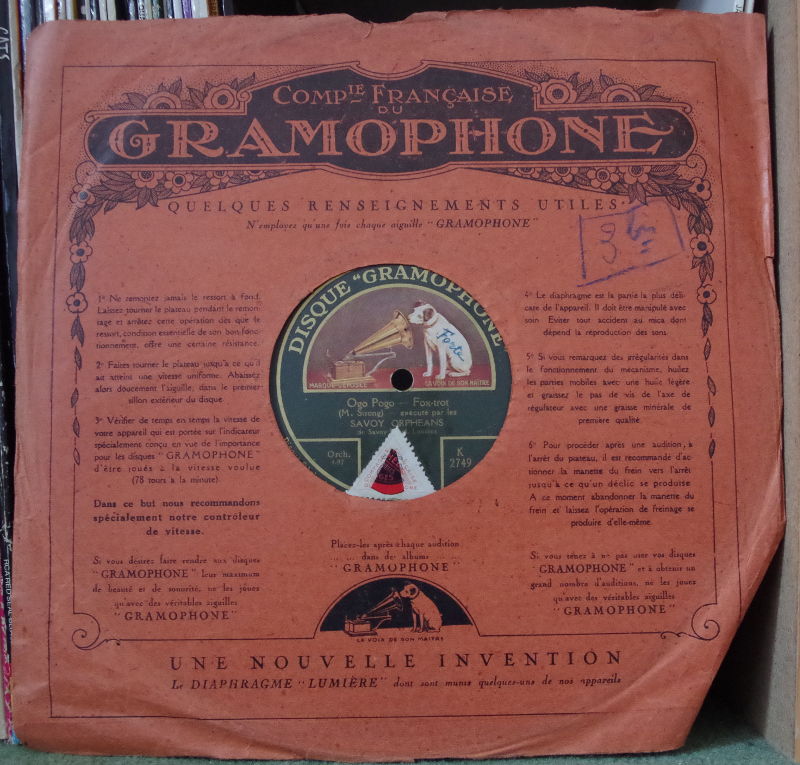 COMPIE FRANÇAISE
DU
GRAMOPHONE
QUELQUES RENSEIGNEMENTS UTILES
N'employez qu'une fois chaque aiguille "GRAMOPHONE"
3
1º Ne remontez jamais le ressort à fond.
Laissez tourner le plateau pendant le remon-
tage et arrêtez cette opération dès que le
ressort, condition essentielle de son bon fonc-
tionnement, offre une certaine résistance.
2º Faites tourner le plateau jusqu'à ce qu'il
ait atteint une vitesse uniforme. Abaissez
alors doucement l'aiguille, dans le premier
sillon extérieur du disque.
3º Vérifier de temps en temps la vitesse de
votre appareil qui est portée sur l'indicateur
spécialement conçu en vue de l'importance
pour les disques "GRAMOPHONE"
d'être joués à la vitesse voulue
(78 tours à la minute).
Dans ce but nous recommandons
spécialement notre contrôleur
de vitesse.
Si vous désirez faire rendre aux disques
"GRAMOPHONE" leur maximum
de beauté et de sonorité, ne les jouez
qu'avec des véritables aiguilles
"GRAMOPHONE"
DISQUE "GRAMOPHONE
Forte
MARQUE DÉPOSÉE
LA VOIX DE SON MAITRE
Ogo Pogo — Fox-trot
(M. Strong) exécuté par les
SAVOY ORPHEANS
Orch.
K
2749
4º Le diaphragme est la partie la plus déli-
cate de l'appareil. Il doit être manipulé avec
soin. Eviter tout accident au mica dont
dépend la réproduction des sons.
5º Si vous remarquez des irrégularités dans
le fonctionnement du mécanisme, huilez
les parties mobiles avec une huile légère
et graissez le pas de vis de l'axe de
régulateur avec une graisse minérale de
première qualité.
6º Pour procéder après une audition, à
l'arrêt du plateau, il est recommandé d'ac-
tionner la manette du frein vers l'arrêt
jusqu'à ce qu'un déclic se produise
A ce moment abandonner la manette du
frein et laissez l'opération de freinage se
produire d'elle-même.
Si vous tenez à ne pas user vos disques
"GRAMOPHONE" et à obtenir un
grand nombre d'auditions, ne les jouez
qu'avec des véritables aiguilles
"GRAMOPHONE"
Placez-les après chaque audition
... ... dans des albums ... ...
"GRAMOPHONE"
LA VOIX DE SON MAITRE
UNE NOUVELLE INVENTION
Le DIAPHRAGME "LUMIÈRE" dont sont munis quelques-uns de nos appareils
CATS